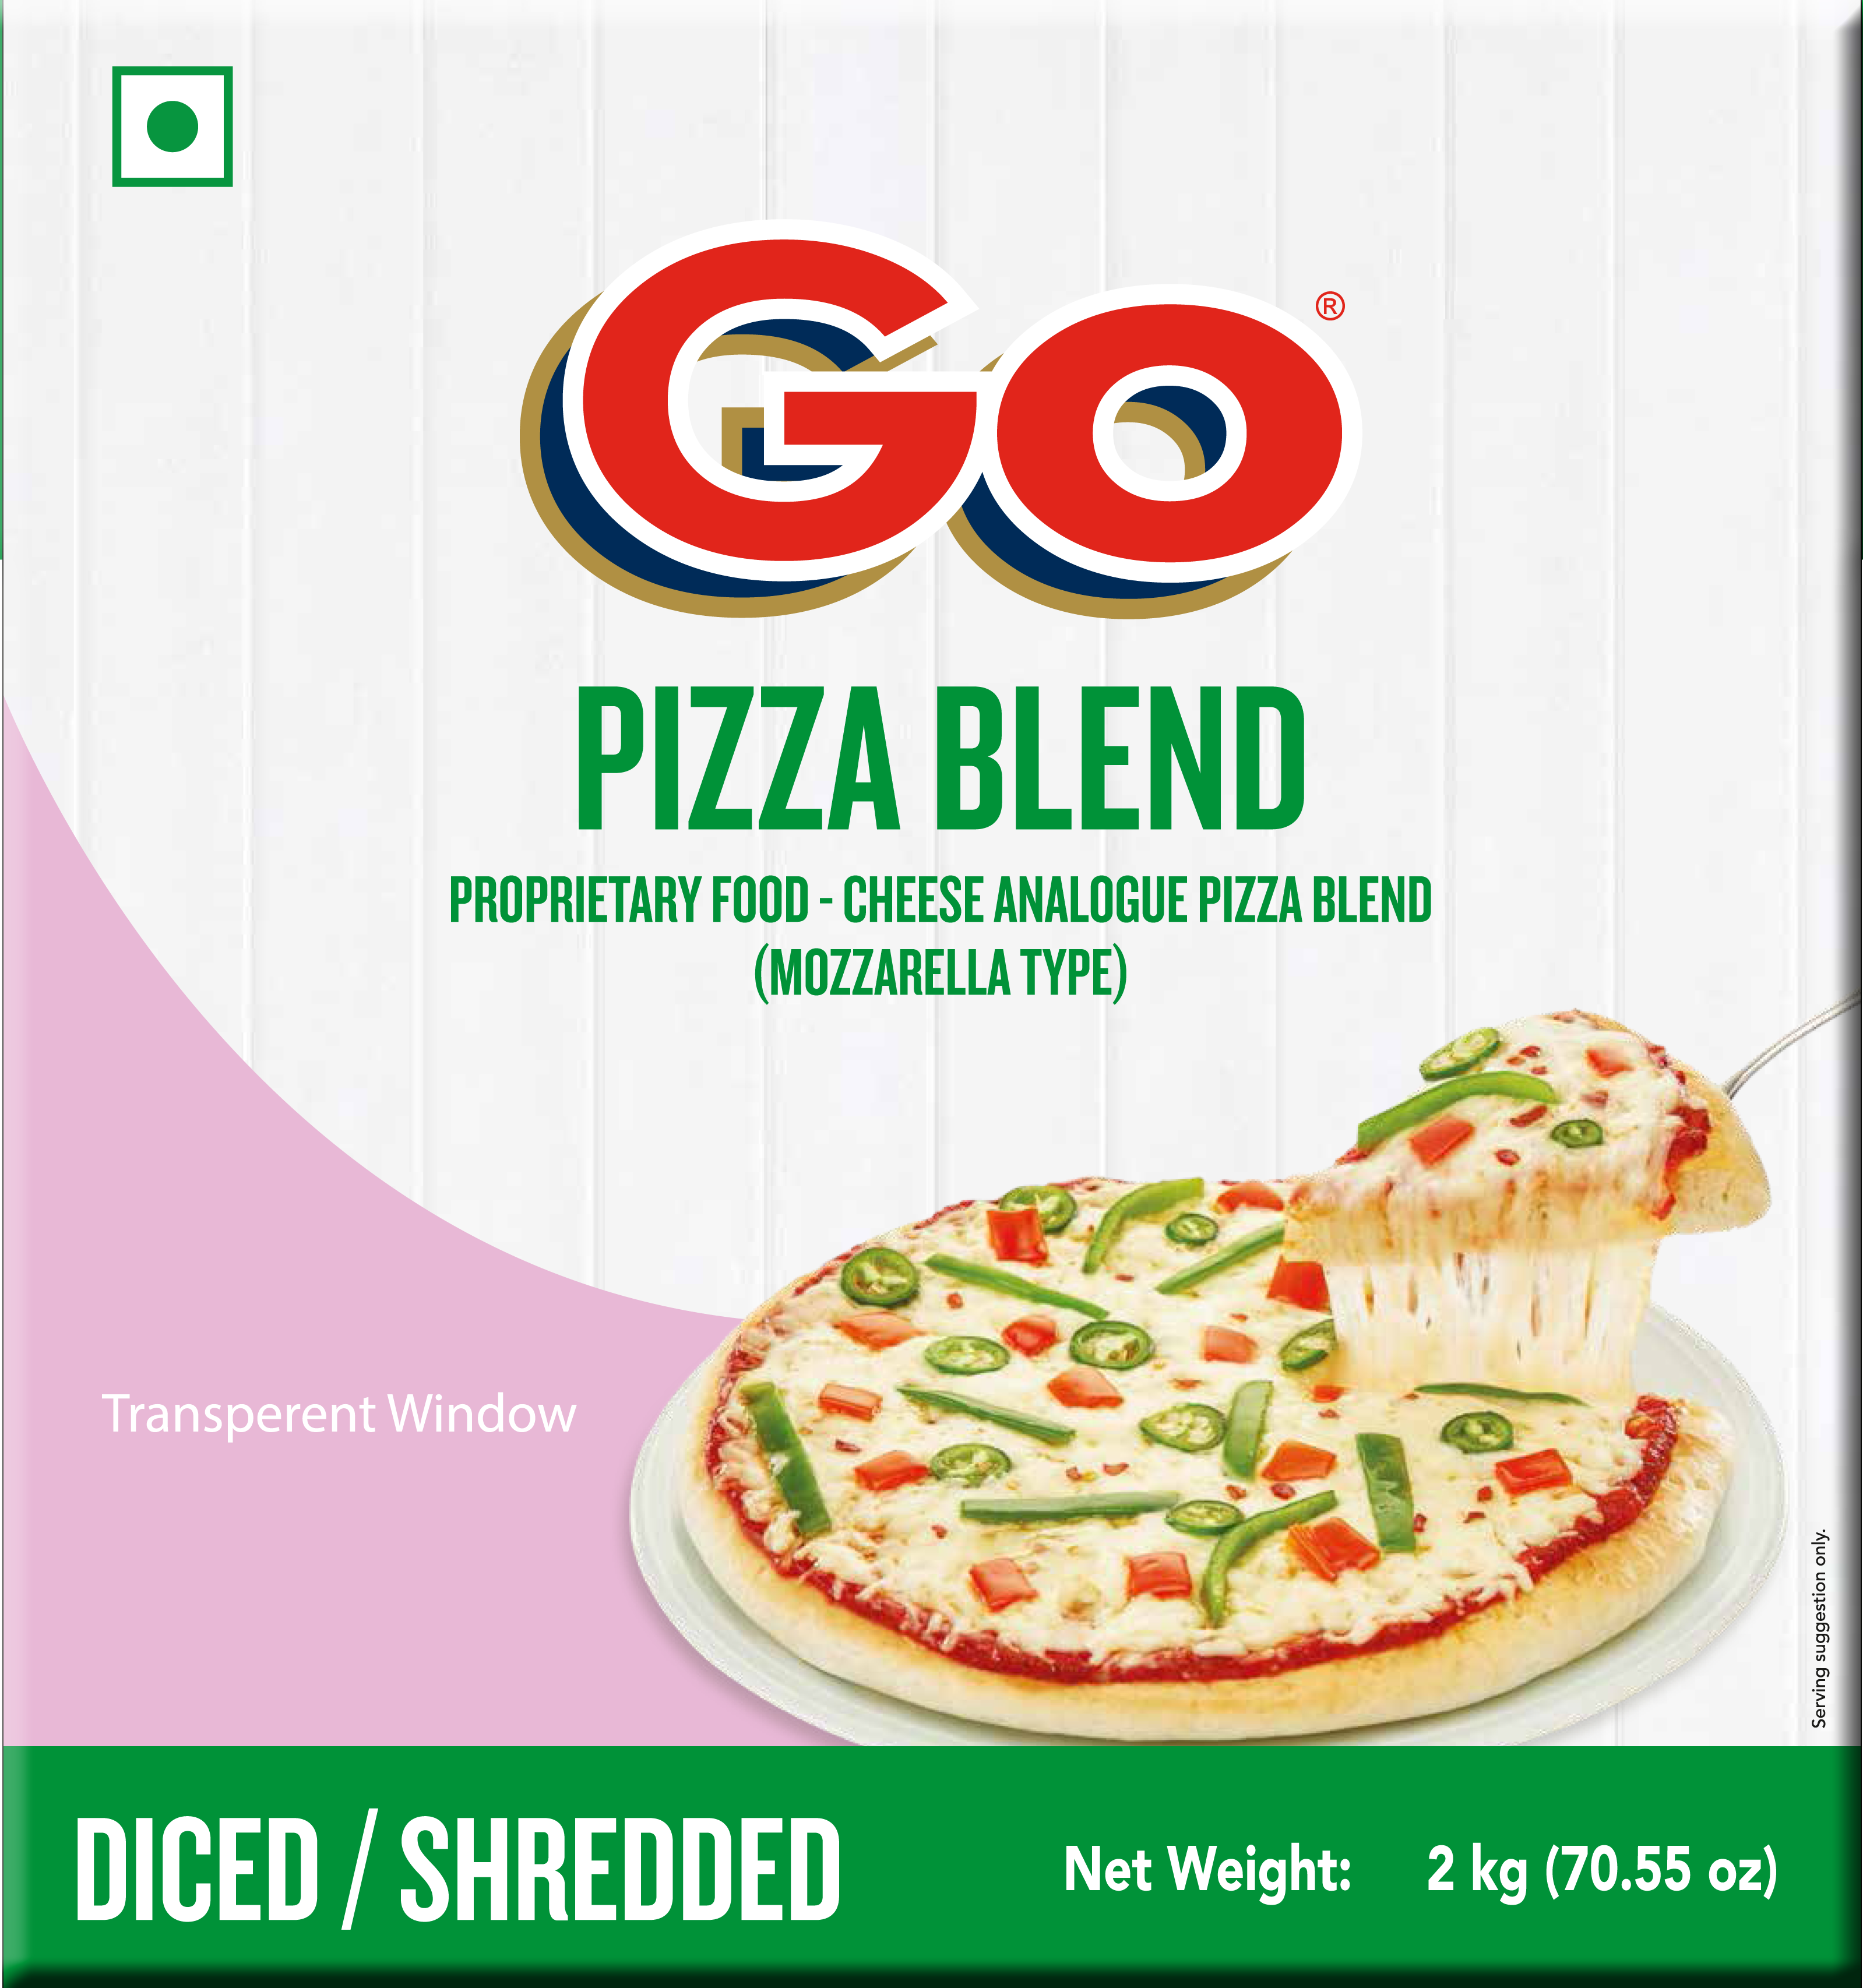 GO®
PIZZA BLEND
PROPRIETARY FOOD - CHEESE ANALOGUE PIZZA BLEND
(MOZZARELLA TYPE)
Transperent Window
Serving suggestion only.
DICED / SHREDDED
Net Weight: 2 kg (70.55 oz)